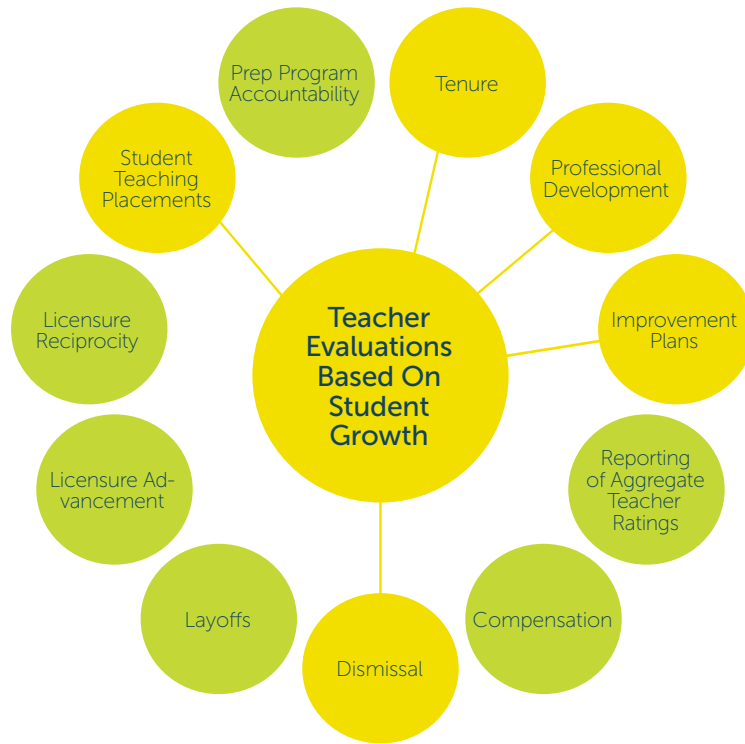 Prep Program
Accountability
Tenure
Student
Teaching
Placements
Professional
Development
Licensure
Reciprocity
Teacher
Evaluations
Based On
Student
Growth
Improvement
Plans
Licensure Ad-
vancement
Reporting
of Aggregate
Teacher
Ratings
Layoffs
Compensation
Dismissal